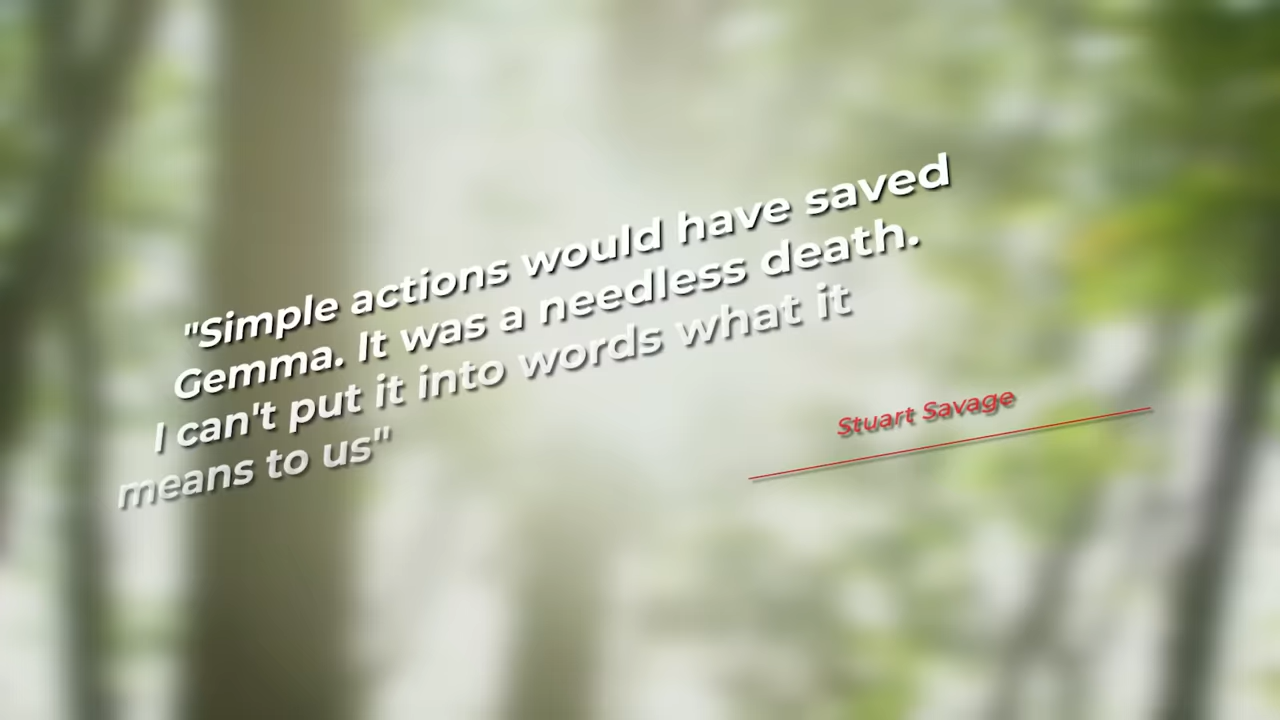 "Simple actions would have saved
Gemma. It was a needless death.
I can't put it into words what it
means to us"
Stuart Savage